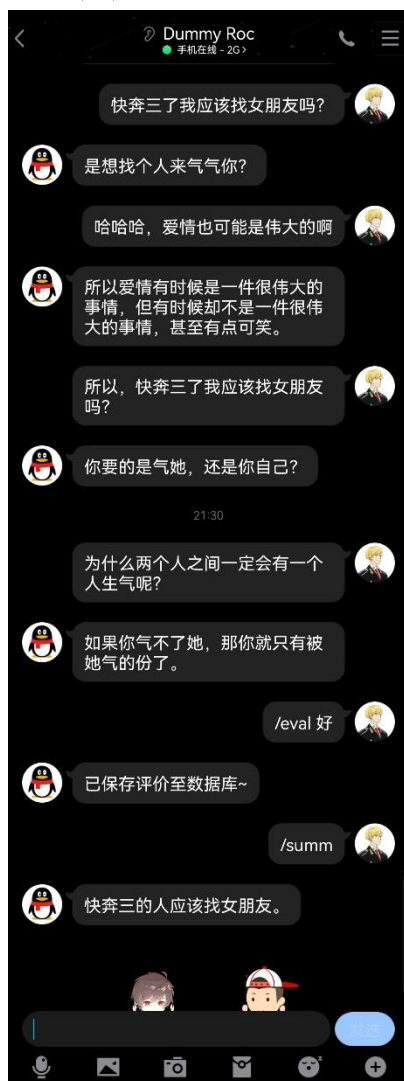 Dummy Roc
手机在线 - 2G›
快奔三了我应该找女朋友吗?
是想找个人来气气你?
哈哈哈，爱情也可能是伟大的啊
所以爱情有时候是一件很伟大的
事情，但有时候却不是一件很伟
大的事情，甚至有点可笑。
所以，快奔三了我应该找女朋友
吗?
你要的是气她，还是你自己?
21:30
为什么两个人之间一定会有一个
人生气呢?
如果你气不了她，那你就只有被
她气的份了。
/eval 好
已保存评价至数据库~
/summ
快奔三的人应该找女朋友。
发送